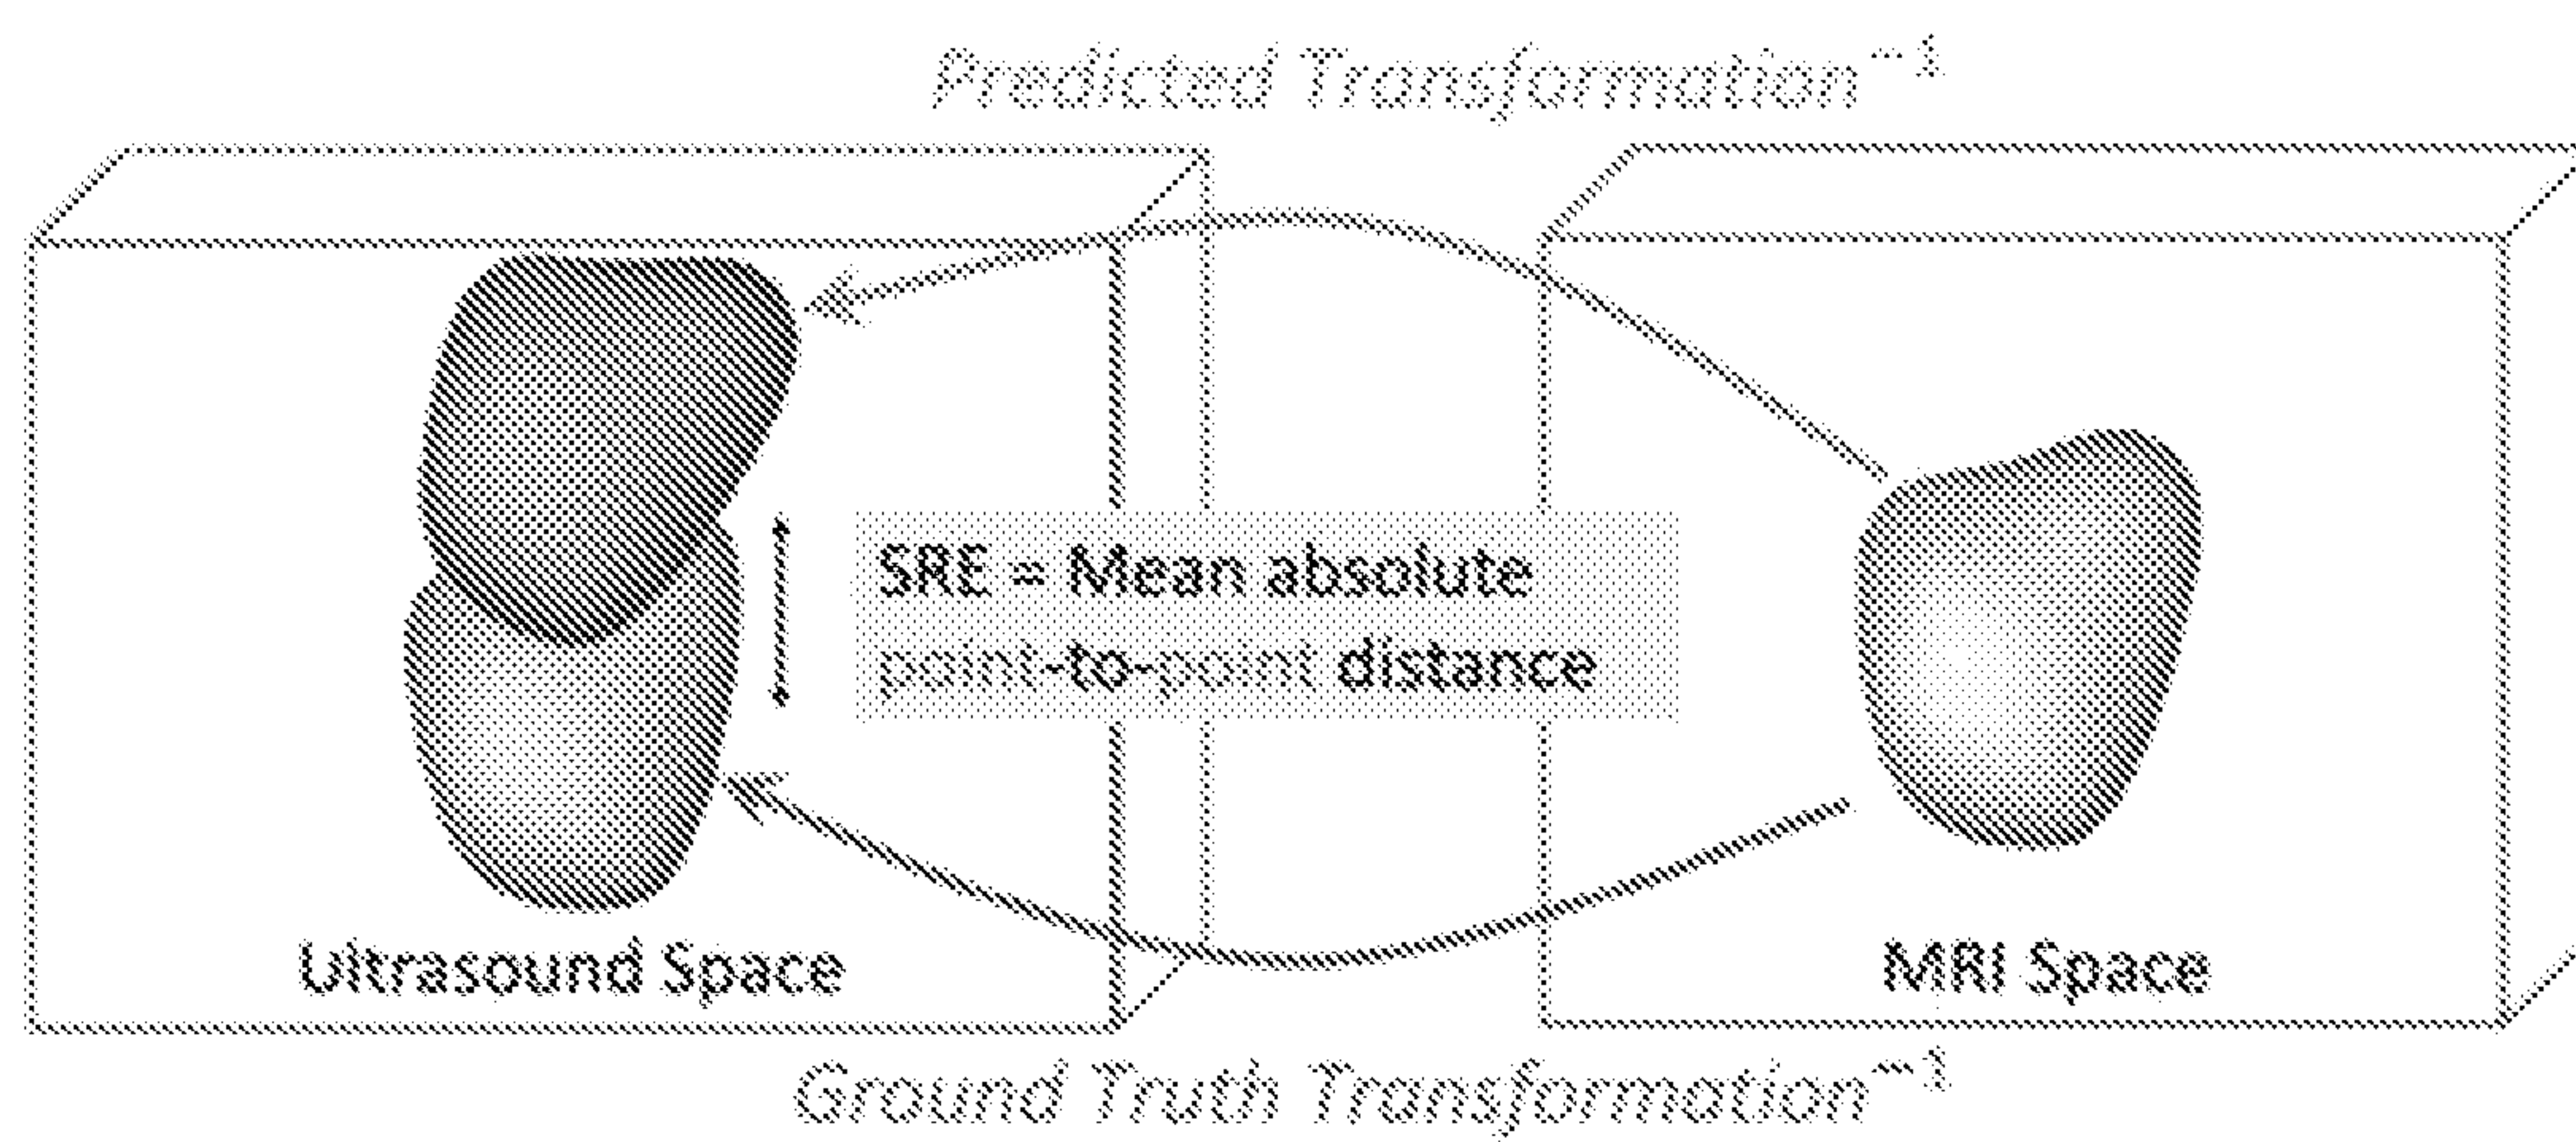 Predicted Transformation⁻¹
SRE = Mean absolute
point-to-point distance
Ultrasound Space
MRI Space
Ground Truth Transformation⁻¹